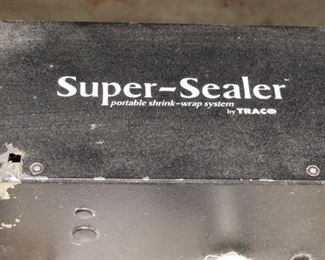 Super-Sealer™
portable shrink-wrap system
by TRACO